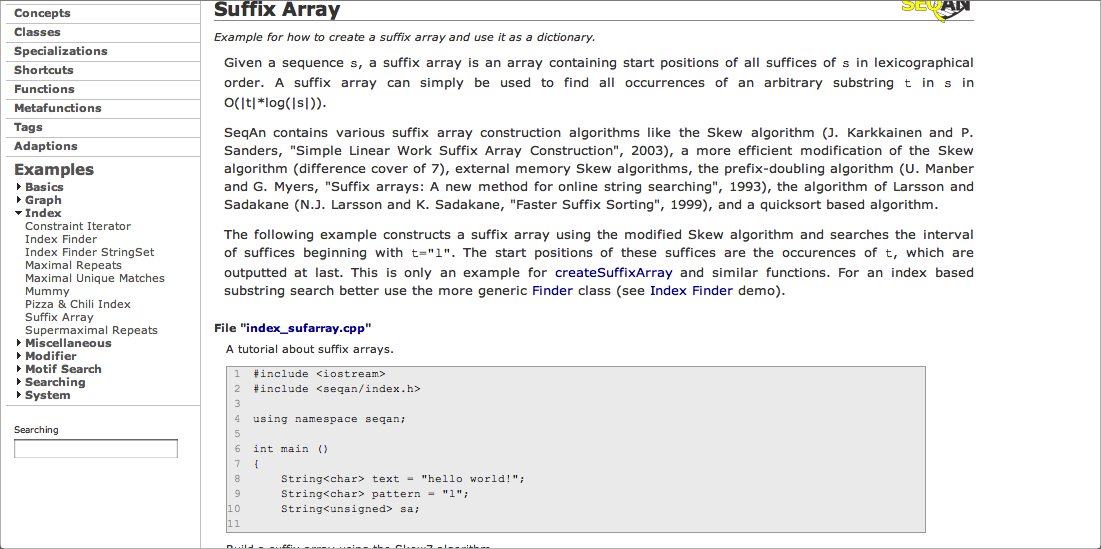 Concepts
Classes
Specializations
Shortcuts
Functions
Metafunctions
Tags
Adaptions
Examples
Basics
Graph
Index
Constraint Iterator
Index Finder
Index Finder StringSet
Maximal Repeats
Maximal Unique Matches
Mummy
Pizza & Chili Index
Suffix Array
Supermaximal Repeats
Miscellaneous
Modifier
Motif Search
Searching
System
Searching
Suffix Array
SEQAN
Example for how to create a suffix array and use it as a dictionary.
Given a sequence s, a suffix array is an array containing start positions of all suffices of s in lexicographical
order. A suffix array can simply be used to find all occurrences of an arbitrary substring t in s in
O(|t|*log(|s|)).
SeqAn contains various suffix array construction algorithms like the Skew algorithm (J. Karkkainen and P.
Sanders, "Simple Linear Work Suffix Array Construction", 2003), a more efficient modification of the Skew
algorithm (difference cover of 7), external memory Skew algorithms, the prefix-doubling algorithm (U. Manber
and G. Myers, "Suffix arrays: A new method for online string searching", 1993), the algorithm of Larsson and
Sadakane (N.J. Larsson and K. Sadakane, "Faster Suffix Sorting", 1999), and a quicksort based algorithm.
The following example constructs a suffix array using the modified Skew algorithm and searches the interval
of suffices beginning with t="l". The start positions of these suffices are the occurences of t, which are
outputted at last. This is only an example for createSuffixArray and similar functions. For an index based
substring search better use the more generic Finder class (see Index Finder demo).
File "index_sufarray.cpp"
A tutorial about suffix arrays.
1 #include <iostream>
2 #include <seqan/index.h>
3
4 using namespace seqan;
5
6 int main ()
7 {
8     String<char> text = "hello world!";
9     String<char> pattern = "l";
10     String<unsigned> sa;
11
Build a suffix array using the Skew7 algorithm.